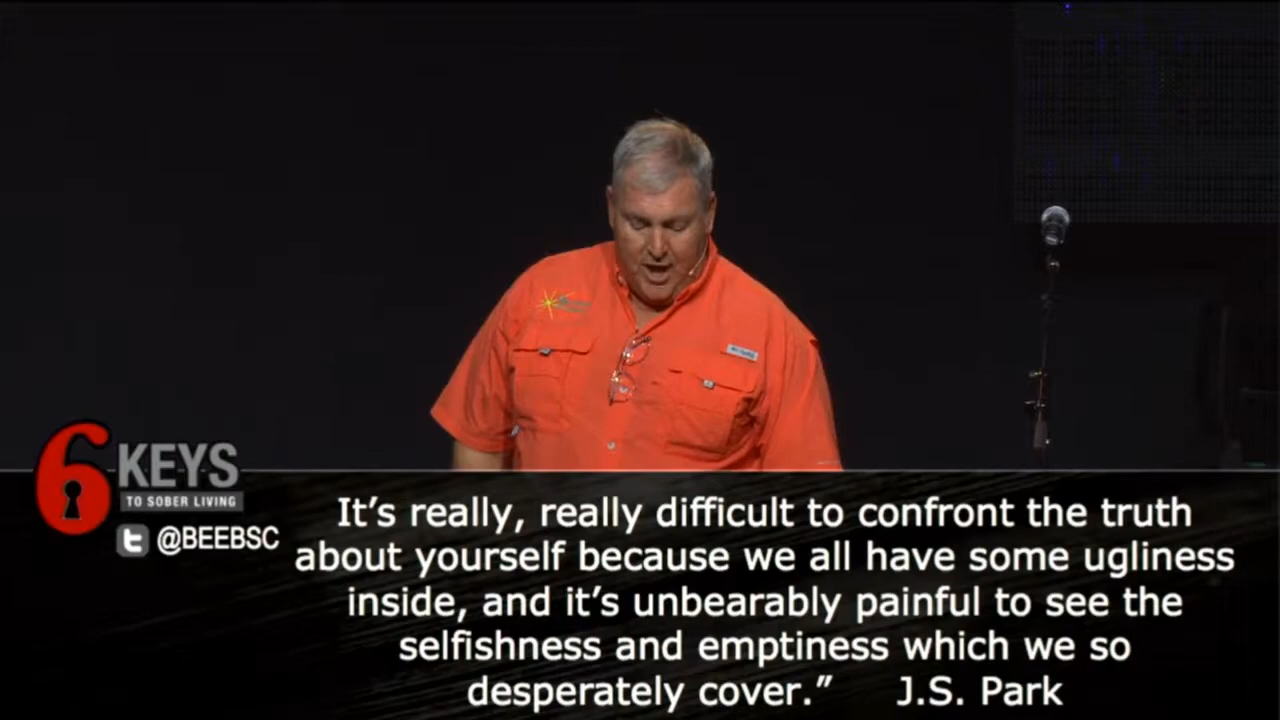 6 KEYS
TO SOBER LIVING
@BEEBSC
It's really, really difficult to confront the truth
about yourself because we all have some ugliness
inside, and it's unbearably painful to see the
selfishness and emptiness which we so
desperately cover.” J.S. Park